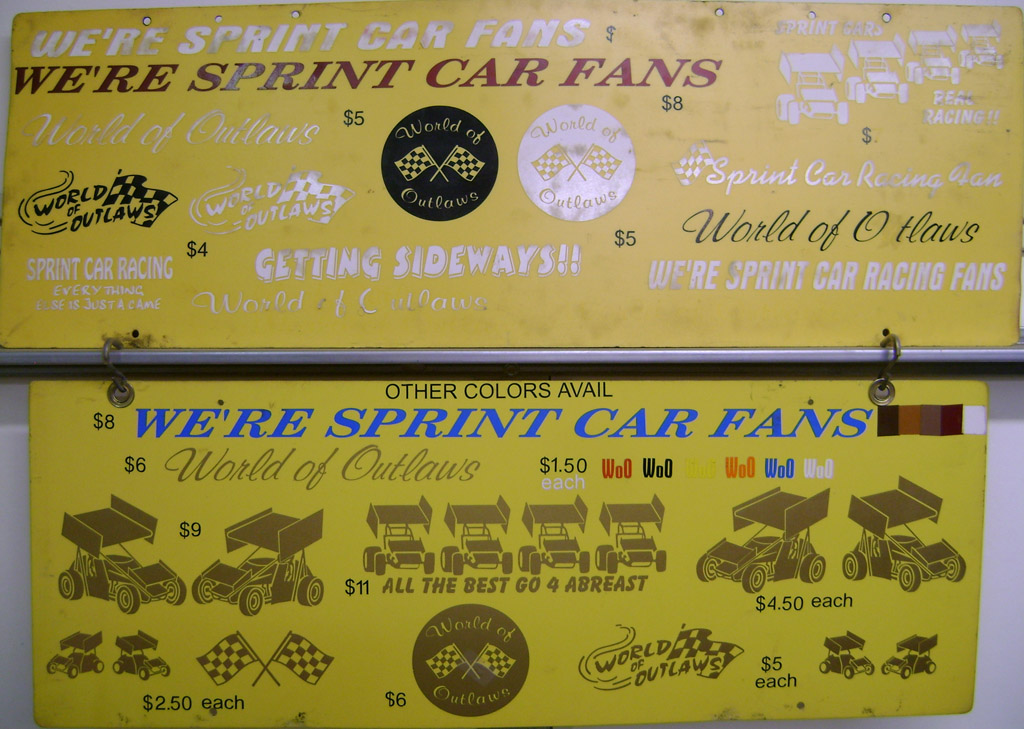 WE'RE SPRINT CAR FANS $
WE'RE SPRINT CAR FANS
SPRINT CARS
REAL
RACING!!
$8
$
World of Outlaws
$5
World of
Outlaws
World of
Outlaws
Sprint Car Racing Fan
WORLD
OF
OUTLAWS
WORLD
OF
OUTLAWS
World of O tlaws
$4
$5
SPRINT CAR RACING
EVERYTHING
ELSE IS JUST A GAME
GETTING SIDEWAYS!!
World of Outlaws
WE'RE SPRINT CAR RACING FANS
OTHER COLORS AVAIL
$8 WE'RE SPRINT CAR FANS
$6 World of Outlaws
$1.50
each
WoO WoO WoO WoO WoO WoO
$9
$11 ALL THE BEST GO 4 ABREAST
$4.50 each
$2.50 each
$6
World of
Outlaws
WORLD
OF
OUTLAWS
$5
each